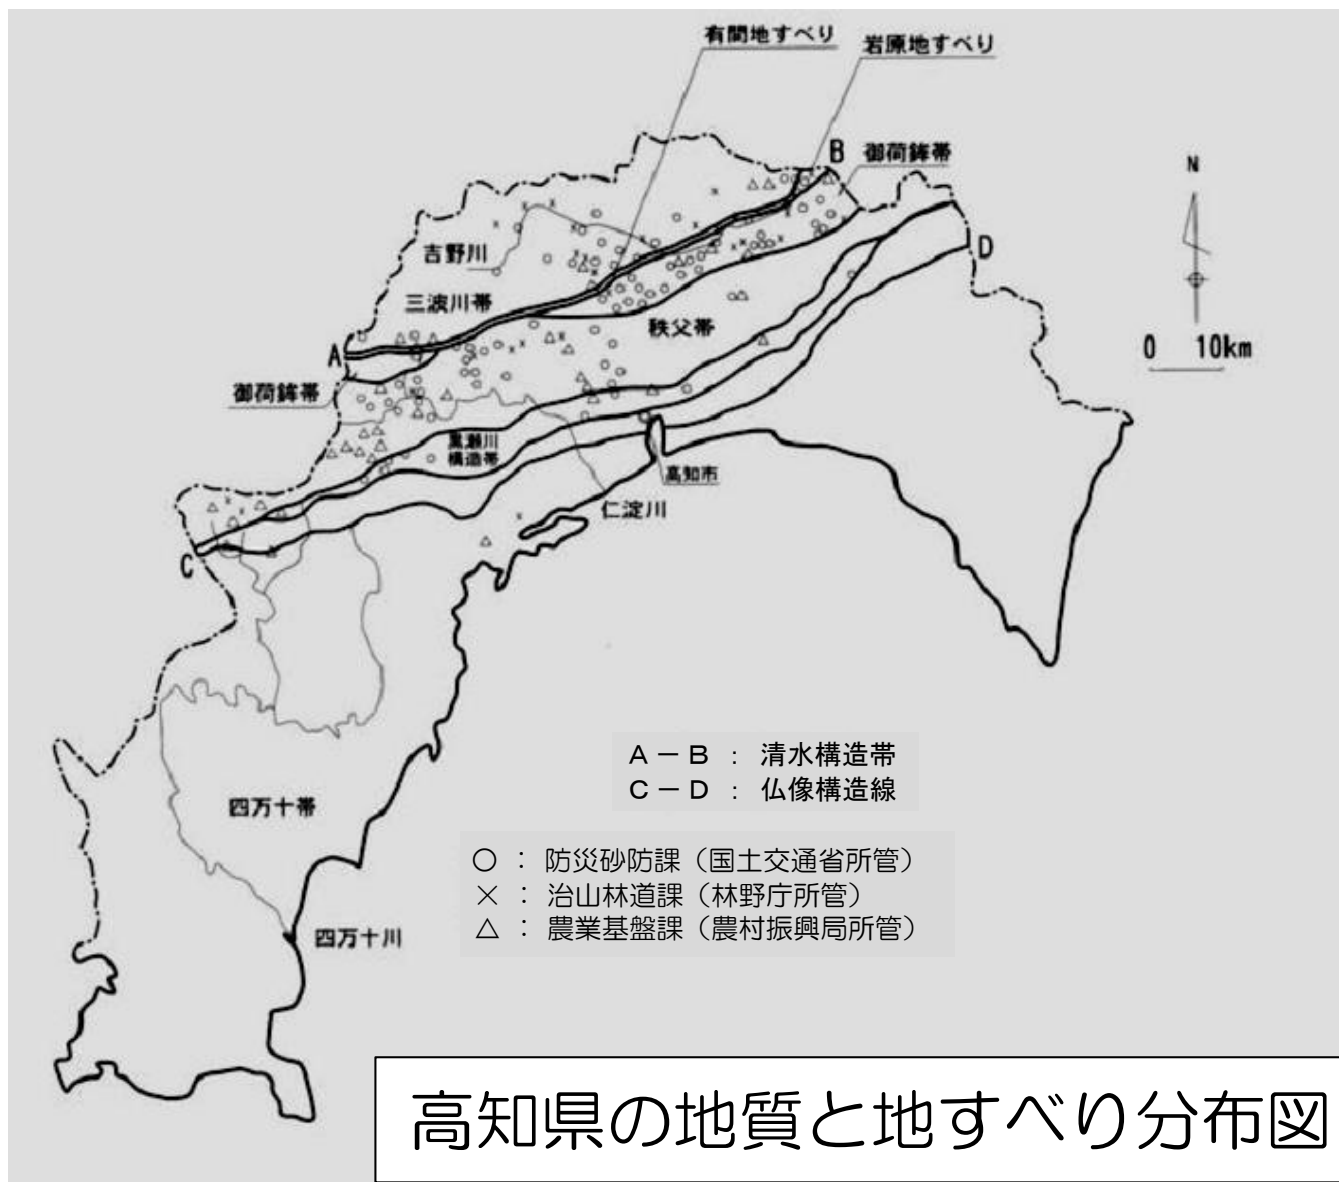 有間地すべり
岩原地すべり
B
御荷鉾帯
N
吉野川
D
三波川帯
秩父帯
A
0 10km
御荷鉾帯
黒瀬川
構造帯
高知市
仁淀川
C
A－B : 清水構造帯
C－D : 仏像構造線
四万十帯
○ : 防災砂防課（国土交通省所管）
× : 治山林道課（林野庁所管）
△ : 農業基盤課（農村振興局所管）
四万十川
高知県の地質と地すべり分布図